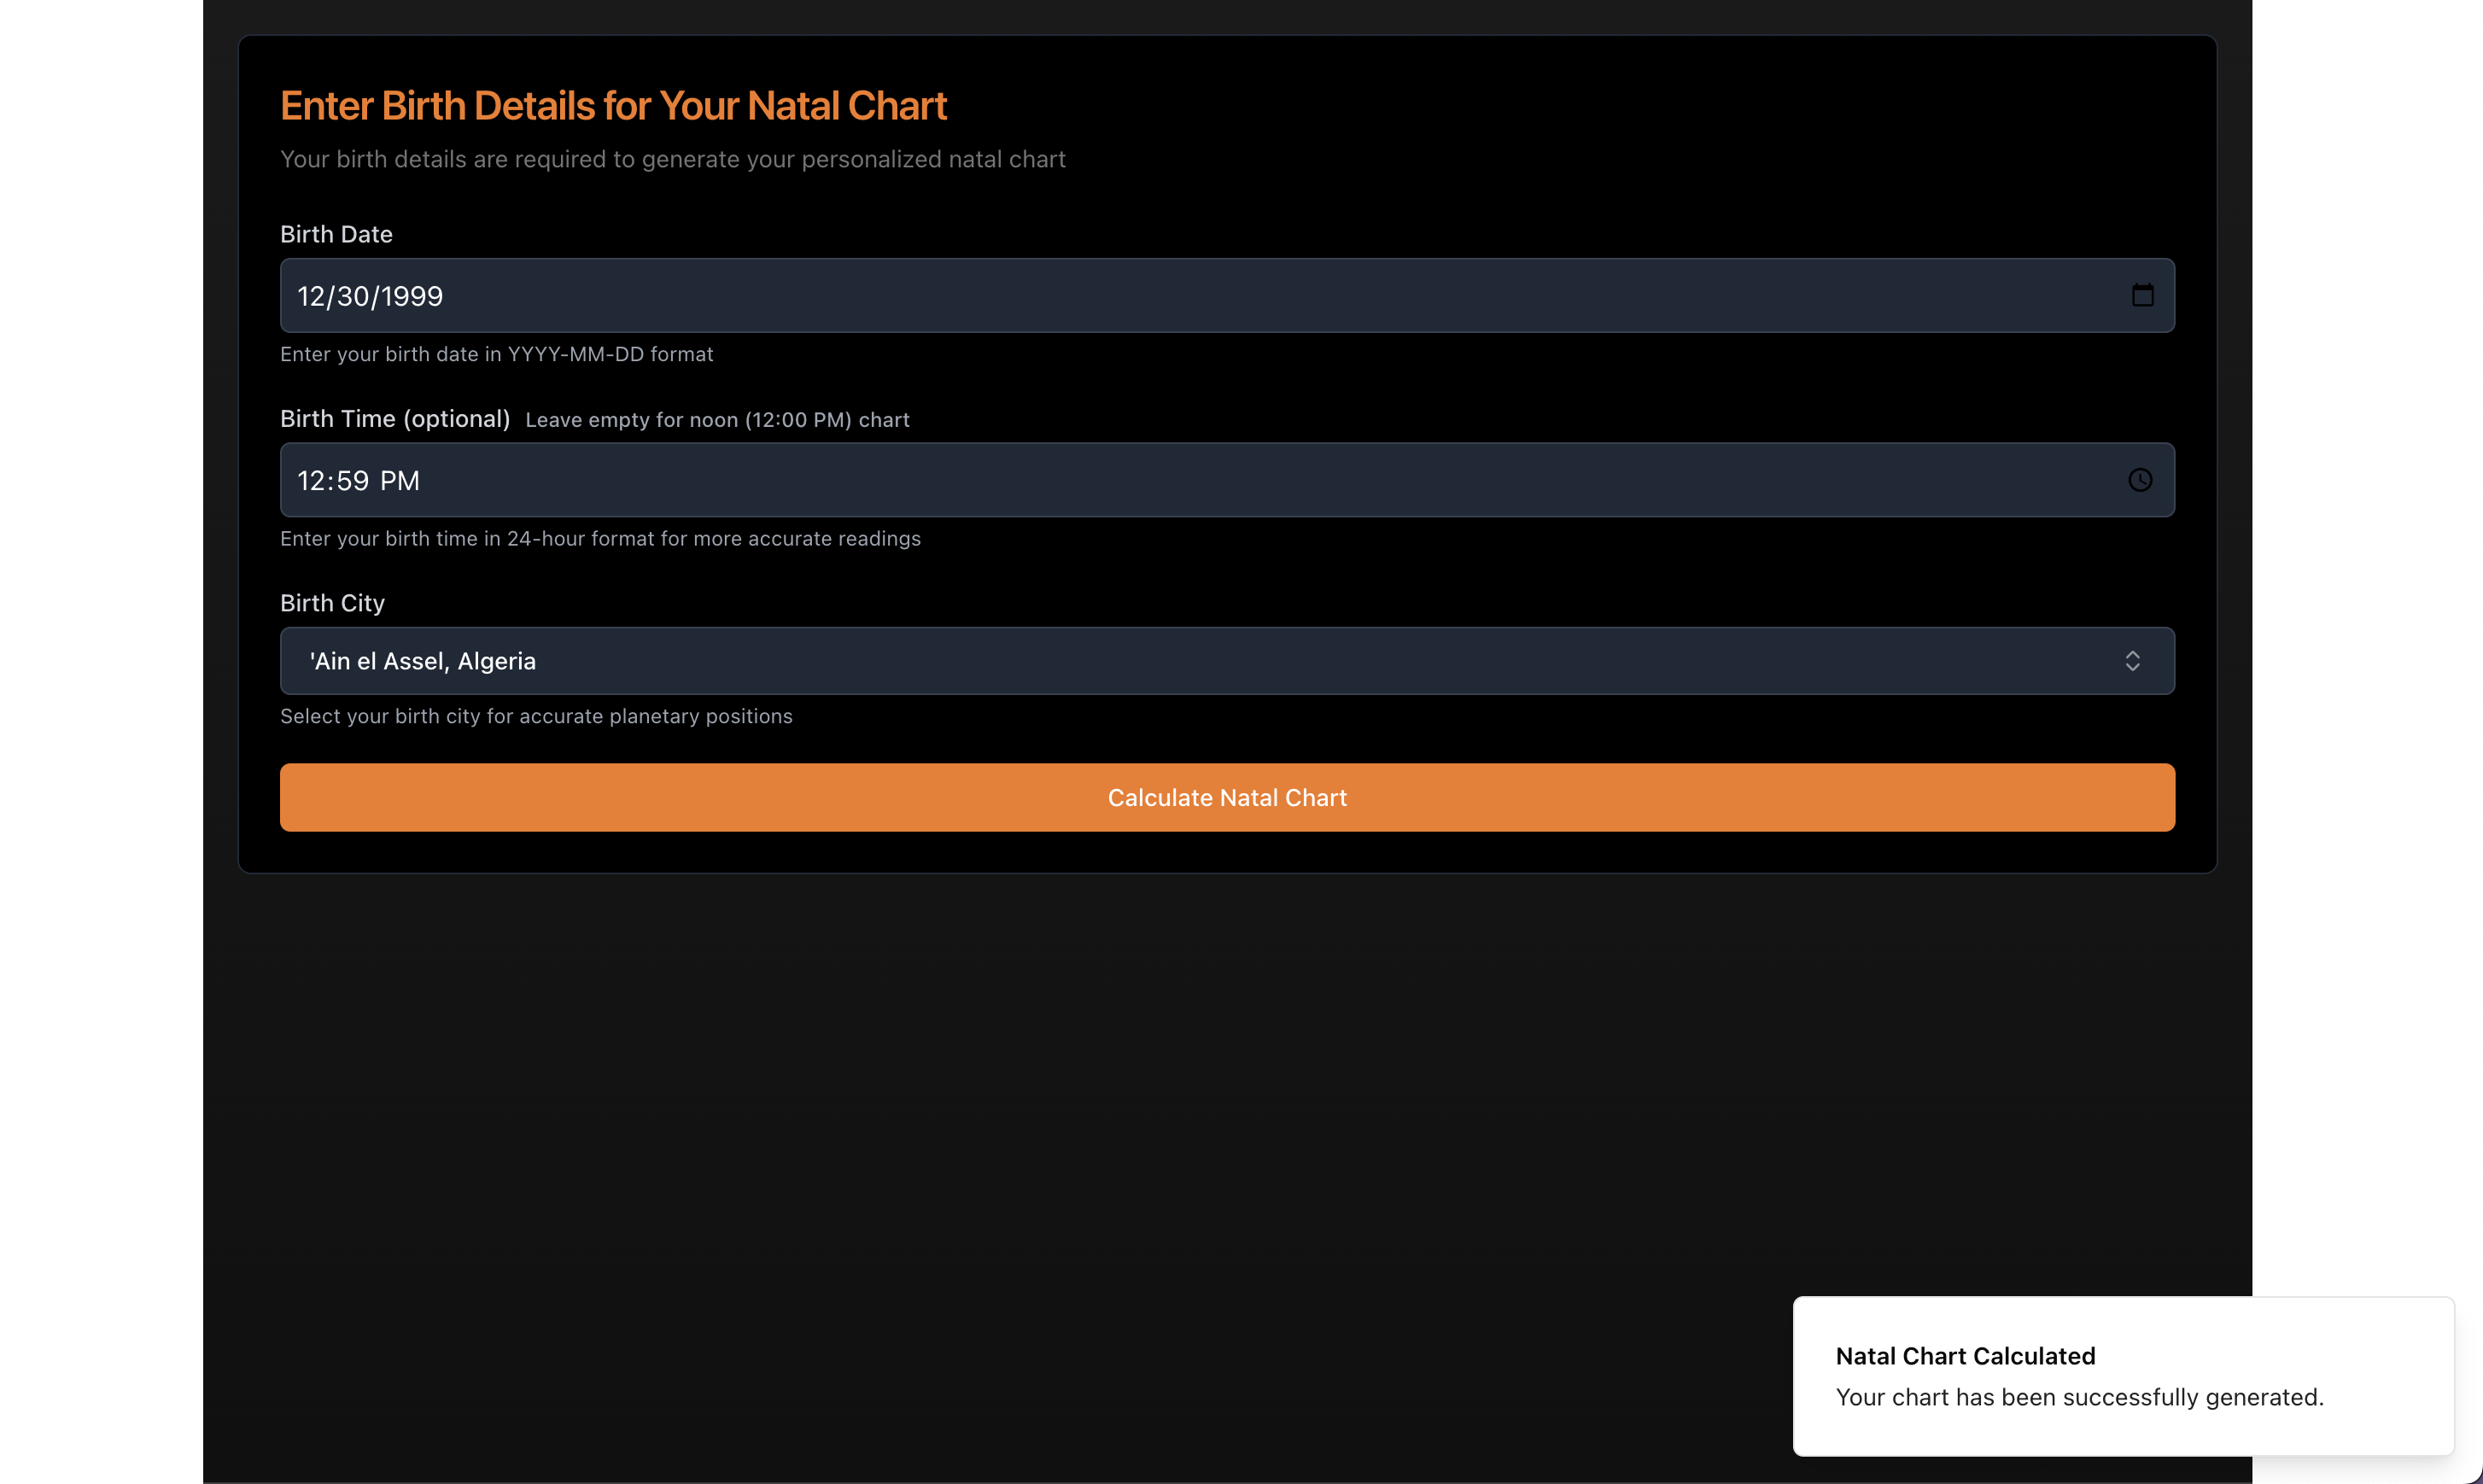 Enter Birth Details for Your Natal Chart
Your birth details are required to generate your personalized natal chart
Birth Date
12/30/1999
Enter your birth date in YYYY-MM-DD format
Birth Time (optional) Leave empty for noon (12:00 PM) chart
12:59 PM
Enter your birth time in 24-hour format for more accurate readings
Birth City
'Ain el Assel, Algeria
Select your birth city for accurate planetary positions
Calculate Natal Chart
Natal Chart Calculated
Your chart has been successfully generated.